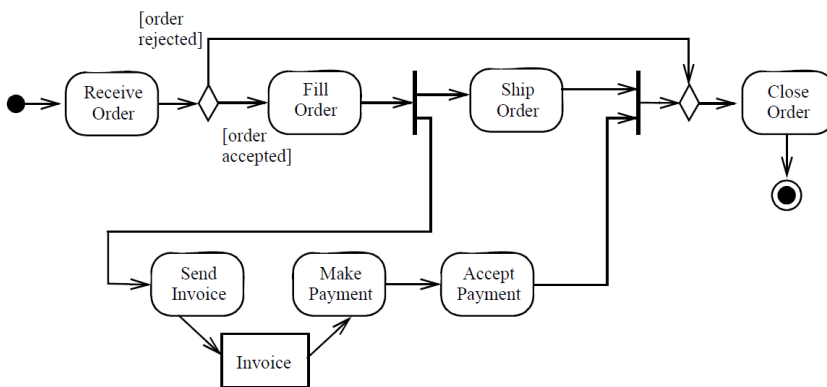 [order
rejected]
Receive
Order
Fill
Order
Ship
Order
Close
Order
[order
accepted]
Send
Invoice
Make
Payment
Accept
Payment
Invoice